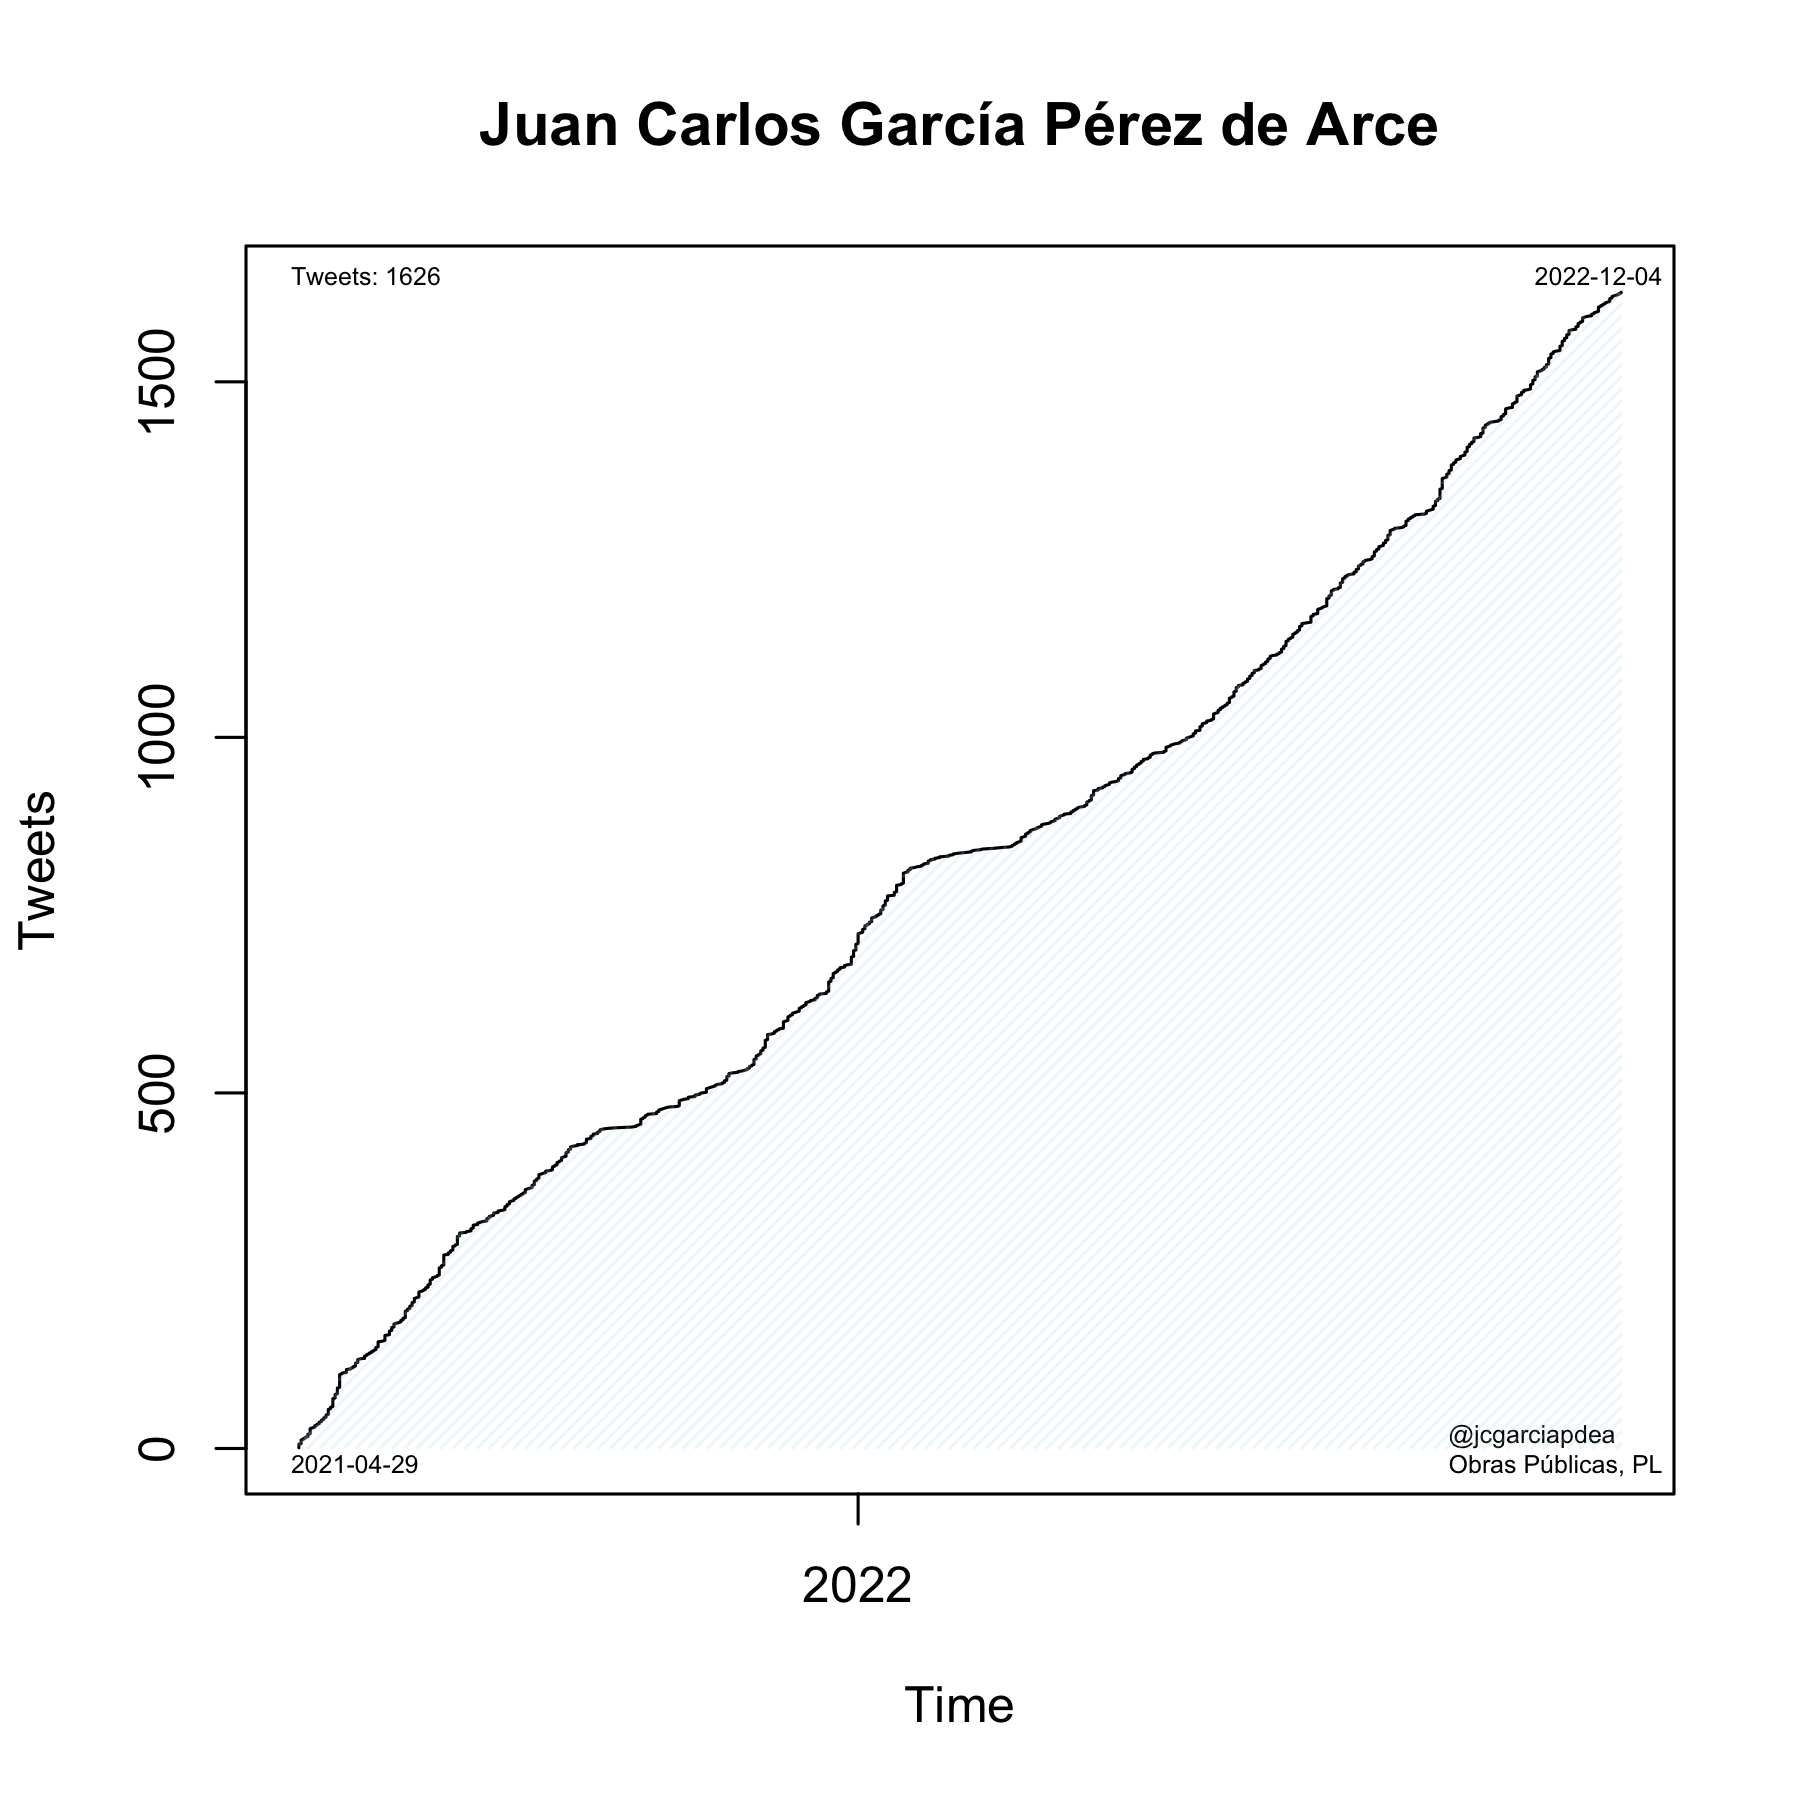 Juan Carlos García Pérez de Arce
Tweets: 1626
2022-12-04
1500
1000
500
0
Tweets
2021-04-29
@jcgarciapdea
Obras Públicas, PL
2022
Time